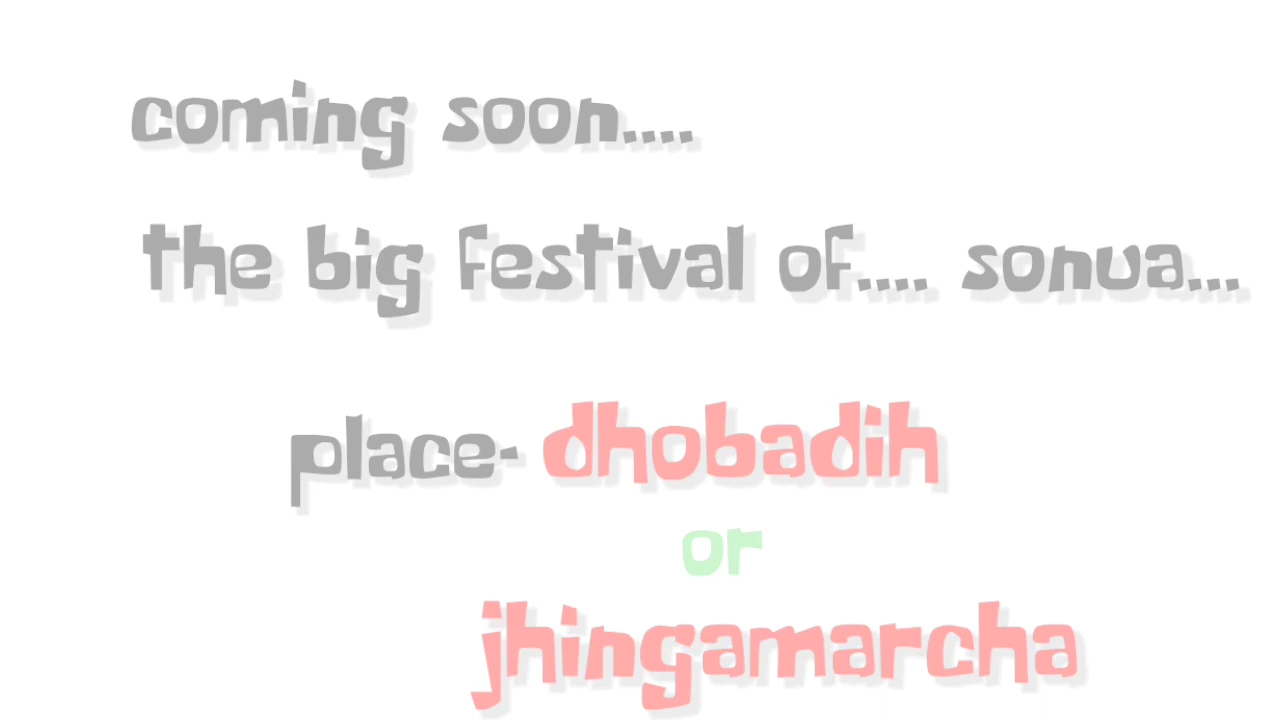 coming soon....
the big festival of.... sonua...
place- dhobadih
or
jhingamarcha